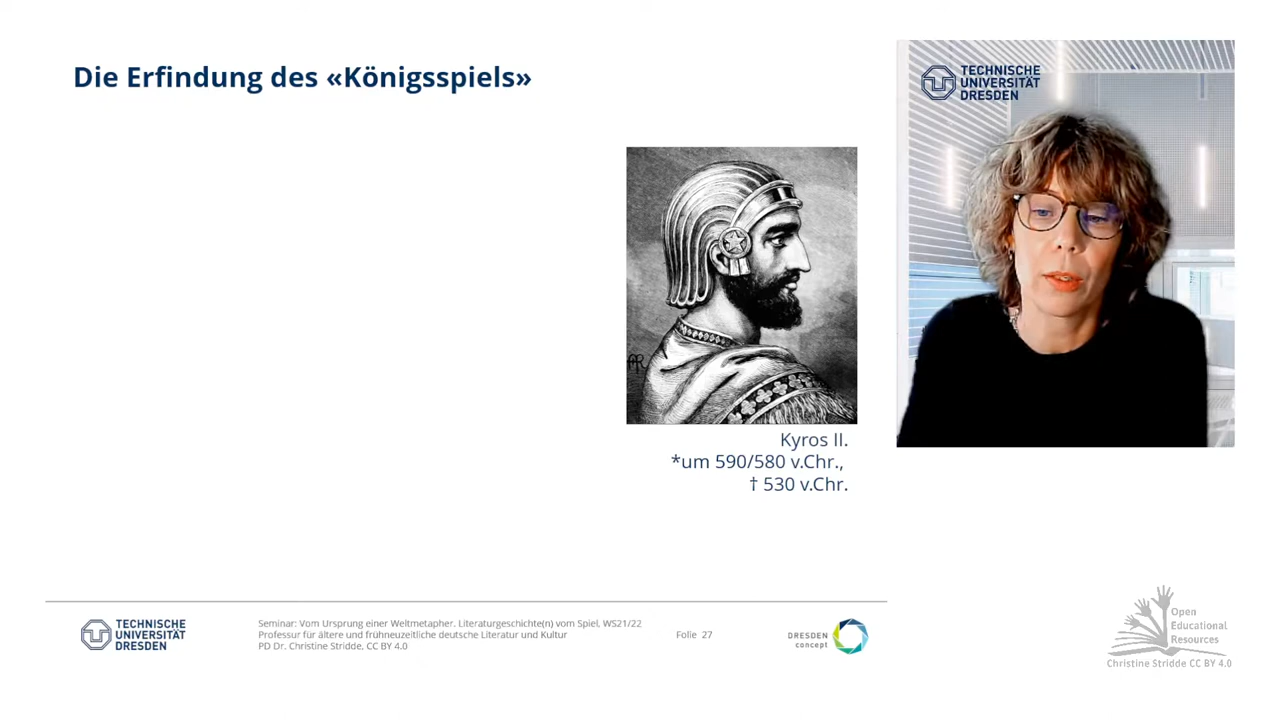 Die Erfindung des «Königsspiels»
TECHNISCHE
UNIVERSITÄT
DRESDEN
Kyros II.
*um 590/580 v.Chr.,
† 530 v.Chr.
TECHNISCHE
UNIVERSITÄT
DRESDEN
Seminar: Vom Ursprung einer Weltmetapher. Literaturgeschichte(n) vom Spiel, WS21/22
Professur für ältere und frühneuzeitliche deutsche Literatur und Kultur
PD Dr. Christine Stridde, CC BY 4.0
Folie 27
DRESDEN
concept
Open
Educational
Resources
Christine Stridde CC BY 4.0